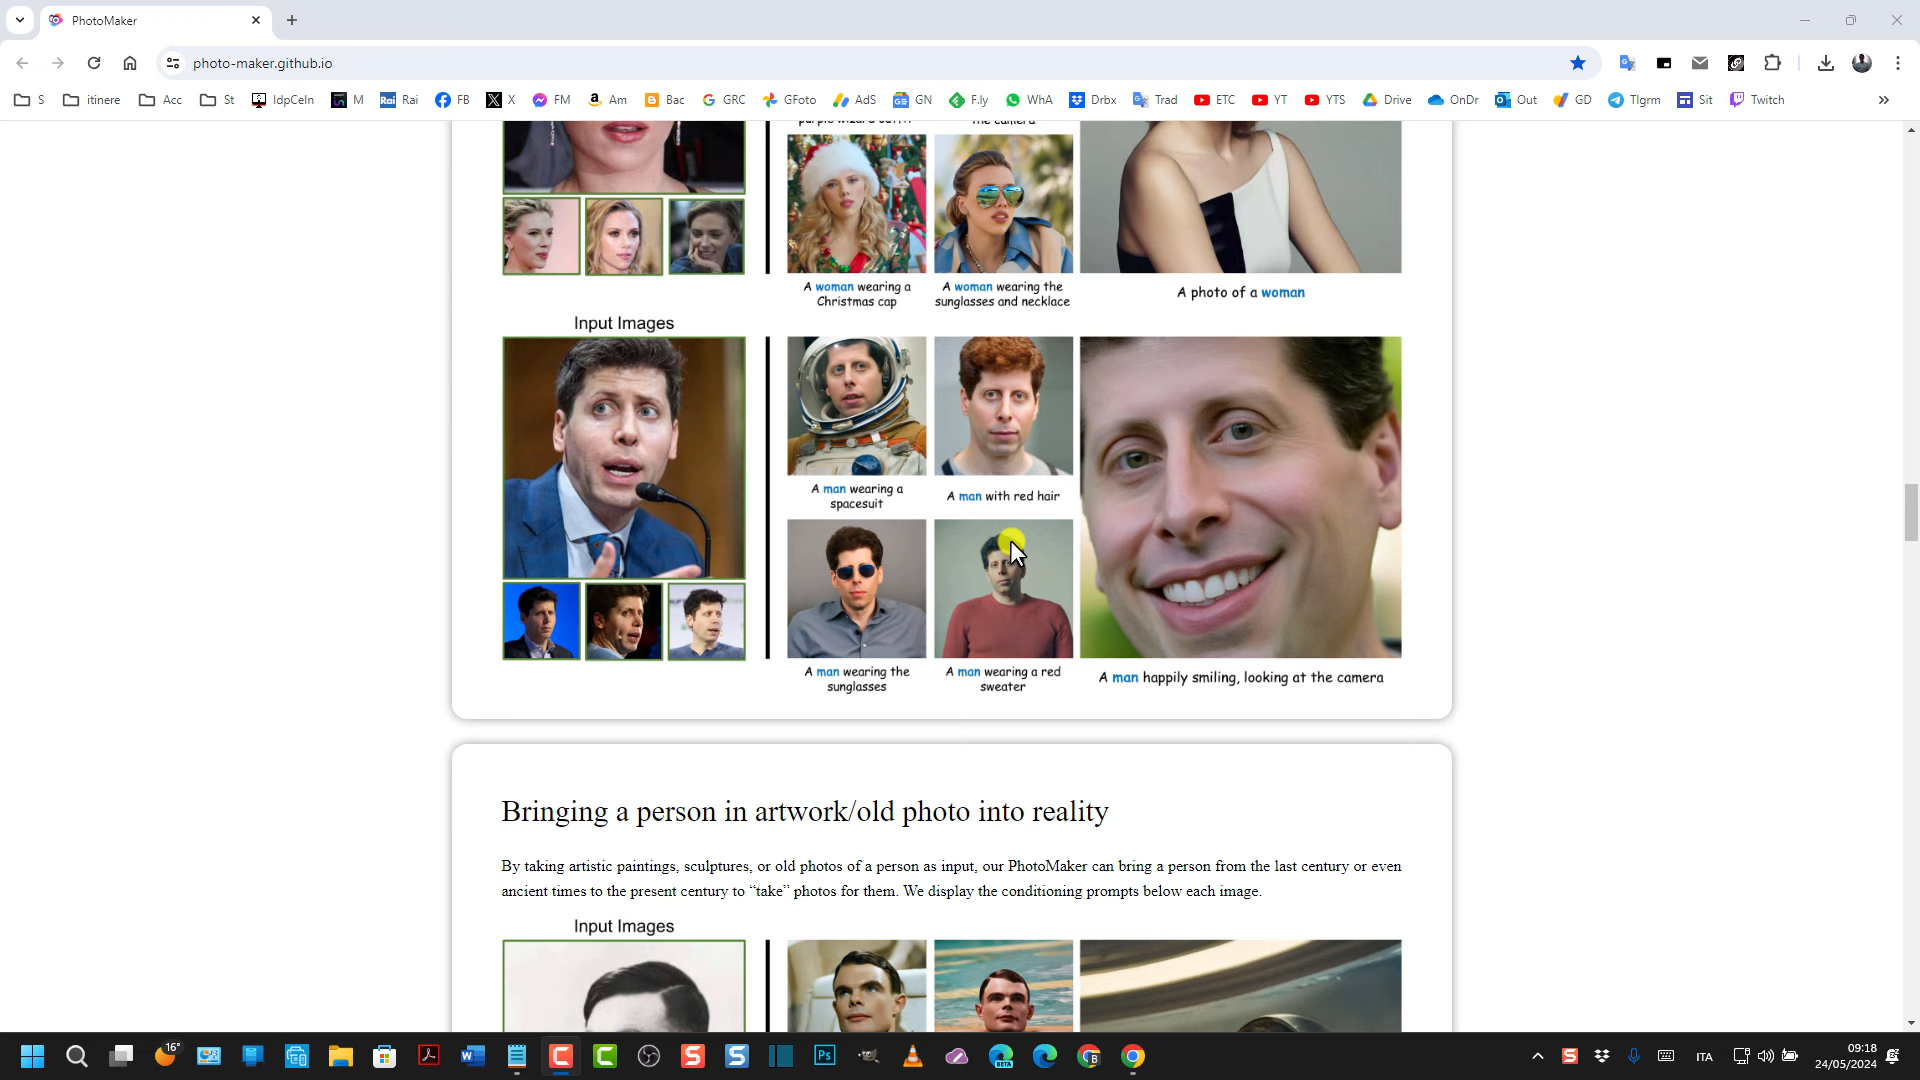 PhotoMaker
photo-maker.github.io
S
itinere
Acc
St
IdpCeIn
M
Rai
Rai
FB
X
FM
Am
Bac
GRC
GFoto
AdS
GN
F.ly
WhA
Drbx
Trad
ETC
YT
YTS
Drive
OnDr
Out
GD
Tlgrm
Sit
Twitch
the camera
A woman wearing a
Christmas cap
A woman wearing the
sunglasses and necklace
A photo of a woman
Input Images
A man wearing a
spacesuit
A man with red hair
A man wearing the
sunglasses
A man wearing a red
sweater
A man happily smiling, looking at the camera
Bringing a person in artwork/old photo into reality
By taking artistic paintings, sculptures, or old photos of a person as input, our PhotoMaker can bring a person from the last century or even
ancient times to the present century to “take” photos for them. We display the conditioning prompts below each image.
Input Images
16°
Ps
BETA
ITA
09:18
24/05/2024